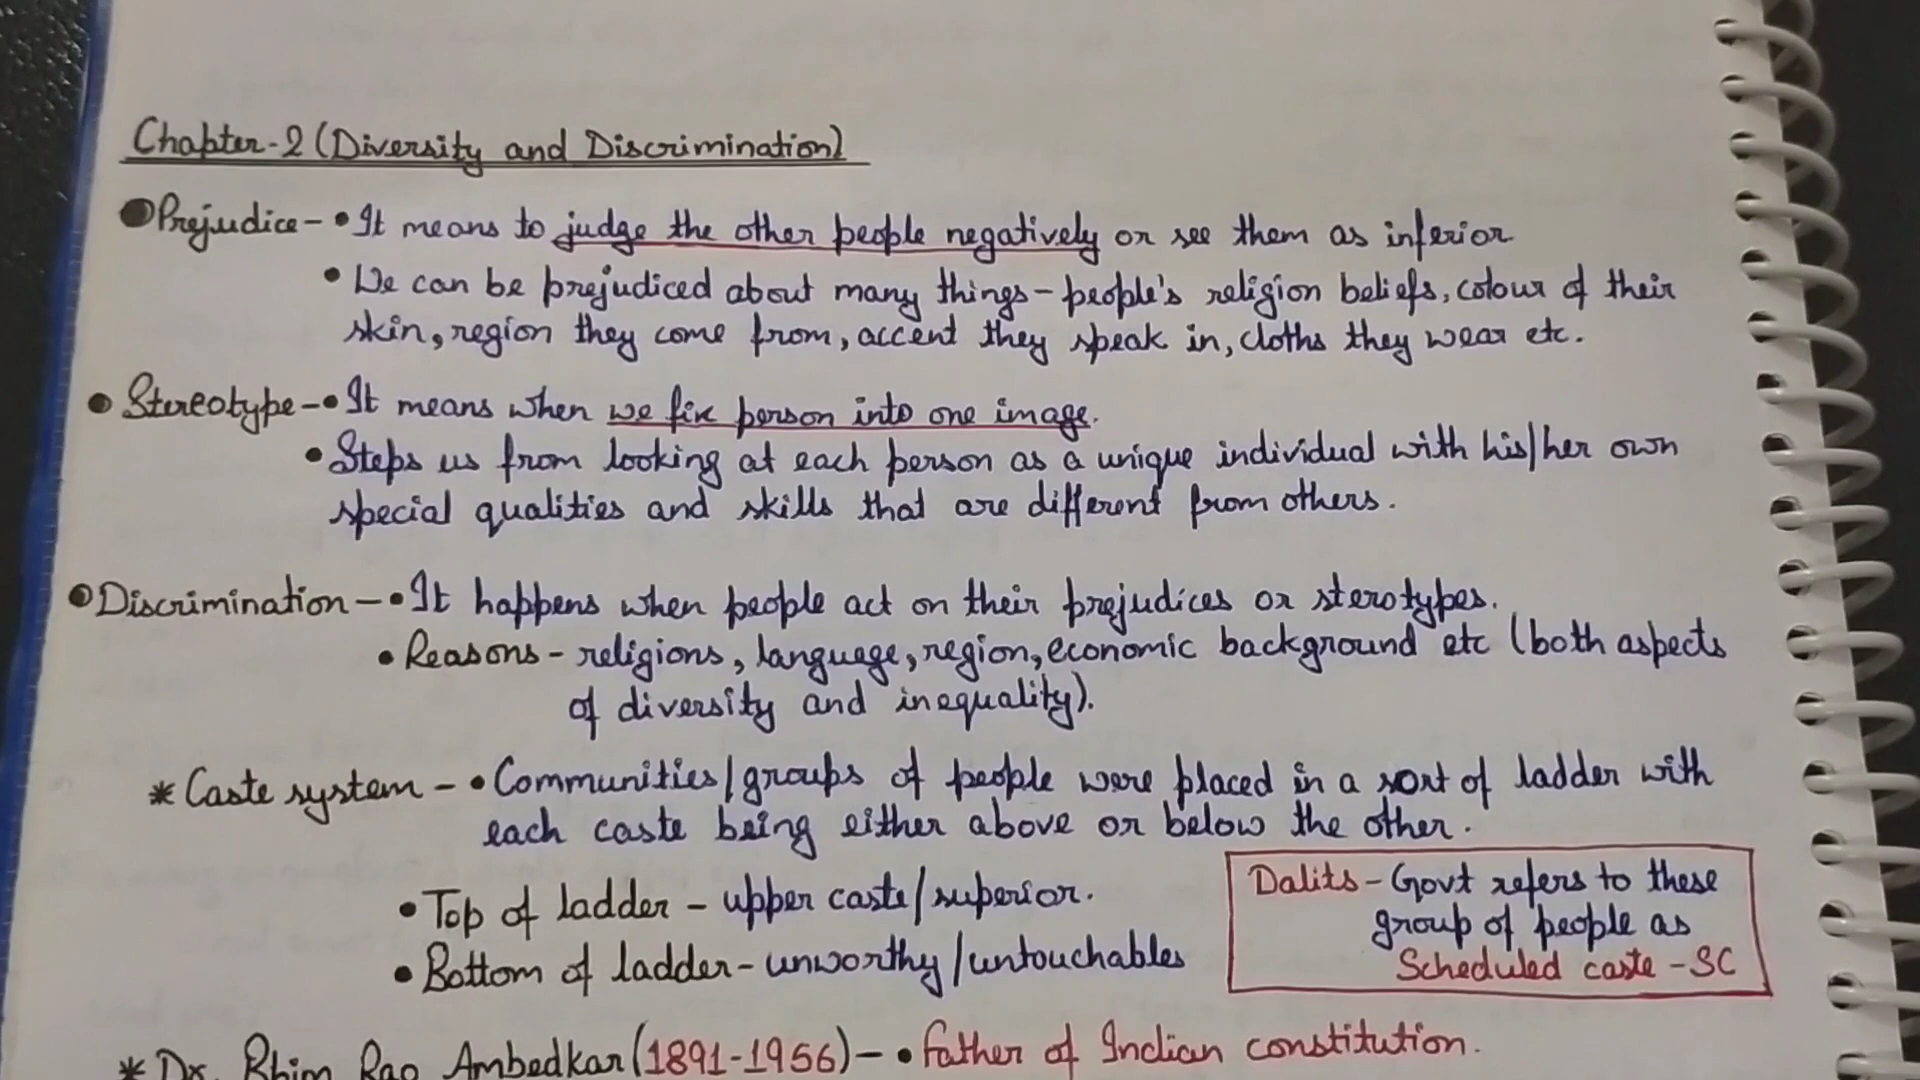 Chapter-2 (Diversity and Discrimination)
● Prejudice - • It means to judge the other people negatively or see them as inferior
• We can be prejudiced about many things - people's religion beliefs, colour of their
skin, region they come from, accent they speak in, cloths they wear etc.
● Stereotype - • It means when we fix person into one image.
• Stops us from looking at each person as a unique individual with his/her own
special qualities and skills that are different from others.
● Discrimination - • It happens when people act on their prejudices or sterotypes.
• Reasons - religions, language, region, economic background etc (both aspects
of diversity and inequality).
* Caste system - • Communities/groups of people were placed in a sort of ladder with
each caste being either above or below the other.
• Top of ladder - upper caste/superior.
• Bottom of ladder - unworthy/untouchables
Dalits - Govt refers to these
group of people as
Scheduled caste - SC
* Dr. Bhim Rao Ambedkar (1891-1956) - • Father of Indian constitution.